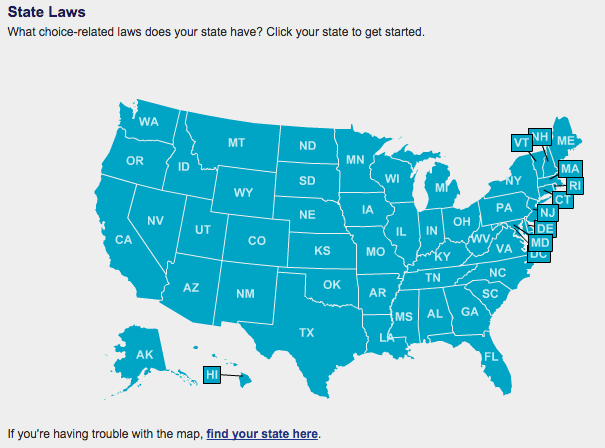 State Laws
What choice-related laws does your state have? Click your state to get started.
WA
MT
ND
MN
VT
NH
ME
OR
ID
SD
WI
MI
NY
MA
RI
WY
CT
NV
NE
IA
PA
NJ
UT
CO
IL
IN
OH
DE
CA
KS
MO
WV
VA
MD
KY
DC
AZ
NM
OK
AR
TN
NC
SC
TX
MS
AL
GA
LA
AK
FL
HI
If you're having trouble with the map, find your state here.